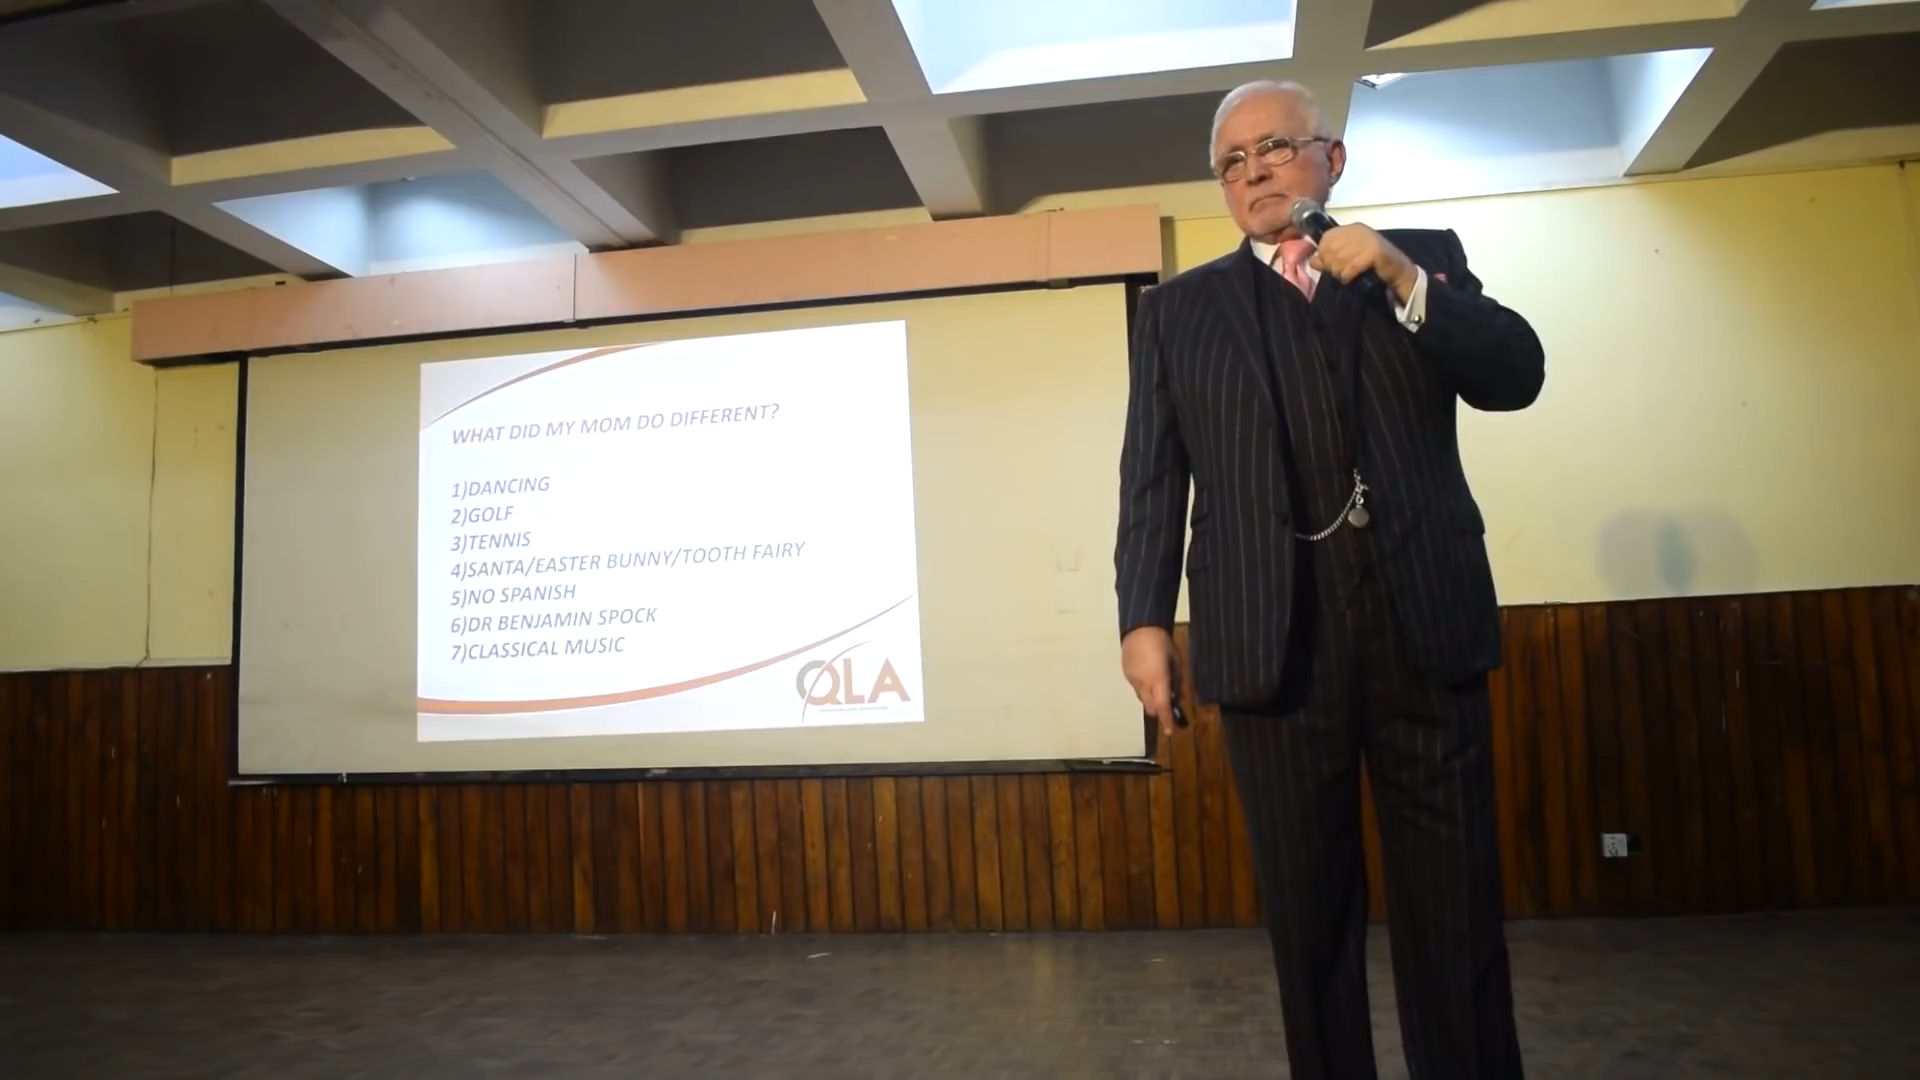 WHAT DID MY MOM DO DIFFERENT?
1)DANCING
2)GOLF
3)TENNIS
4)SANTA/EASTER BUNNY/TOOTH FAIRY
5)NO SPANISH
6)DR BENJAMIN SPOCK
7)CLASSICAL MUSIC
QLA